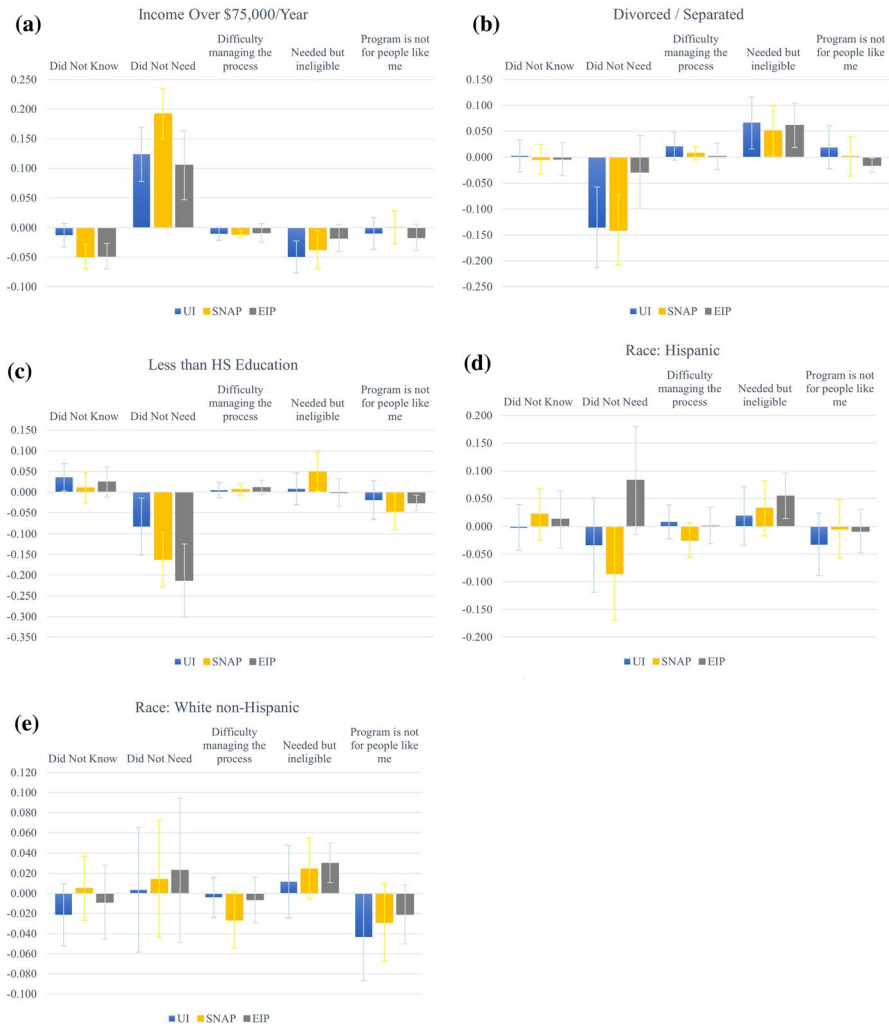 (a)
Income Over $75,000/Year
Difficulty
managing the
process
Needed but
ineligible
Program is not
for people like
me
Did Not Know
Did Not Need
0.250
0.200
0.150
0.100
0.050
0.000
-0.050
-0.100
UI SNAP EIP
(b)
Divorced / Separated
Difficulty
managing the
process
Needed but
ineligible
Program is not
for people like
me
Did Not Know
Did Not Need
0.150
0.100
0.050
0.000
-0.050
-0.100
-0.150
-0.200
-0.250
UI SNAP EIP
(c)
Less than HS Education
Difficulty
managing the
process
Needed but
ineligible
Program is not
for people like
me
Did Not Know
Did Not Need
0.150
0.100
0.050
0.000
-0.050
-0.100
-0.150
-0.200
-0.250
-0.300
-0.350
UI SNAP EIP
(d)
Race: Hispanic
Difficulty
managing the
process
Needed but
ineligible
Program is not
for people like
me
Did Not Know
Did Not Need
0.200
0.150
0.100
0.050
0.000
-0.050
-0.100
-0.150
-0.200
UI SNAP EIP
(e)
Race: White non-Hispanic
Difficulty
managing the
process
Needed but
ineligible
Program is not
for people like
me
Did Not Know
Did Not Need
0.120
0.100
0.080
0.060
0.040
0.020
0.000
-0.020
-0.040
-0.060
-0.080
-0.100
UI SNAP EIP